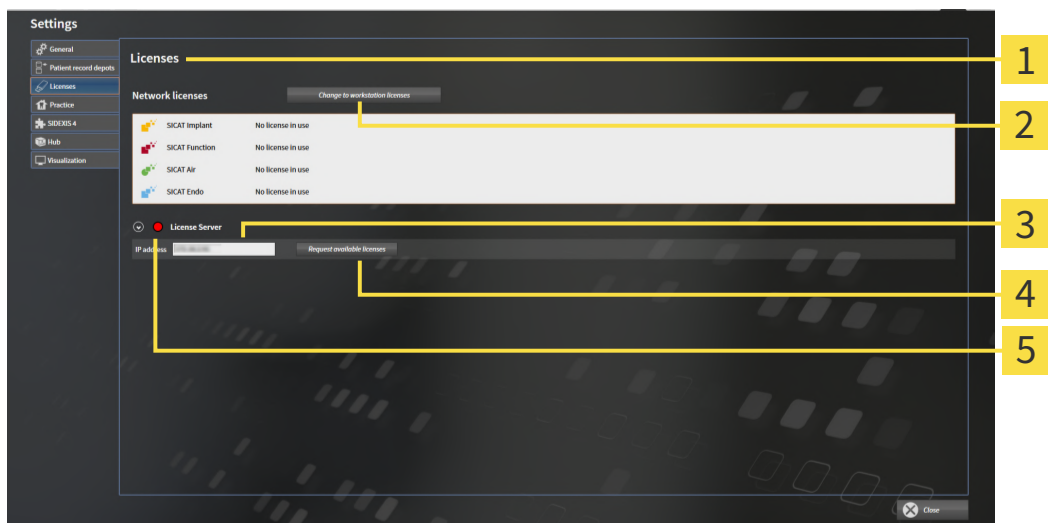 Settings
General
Patient record depots
Licenses
Practice
SIDEXIS 4
Hub
Visualization
Licenses
1
Network licenses
Change to workstation licenses
2
SICAT Implant No license in use
SICAT Function No license in use
SICAT Air No license in use
SICAT Endo No license in use
License Server
3
IP address
Request available licenses
4
5
Close